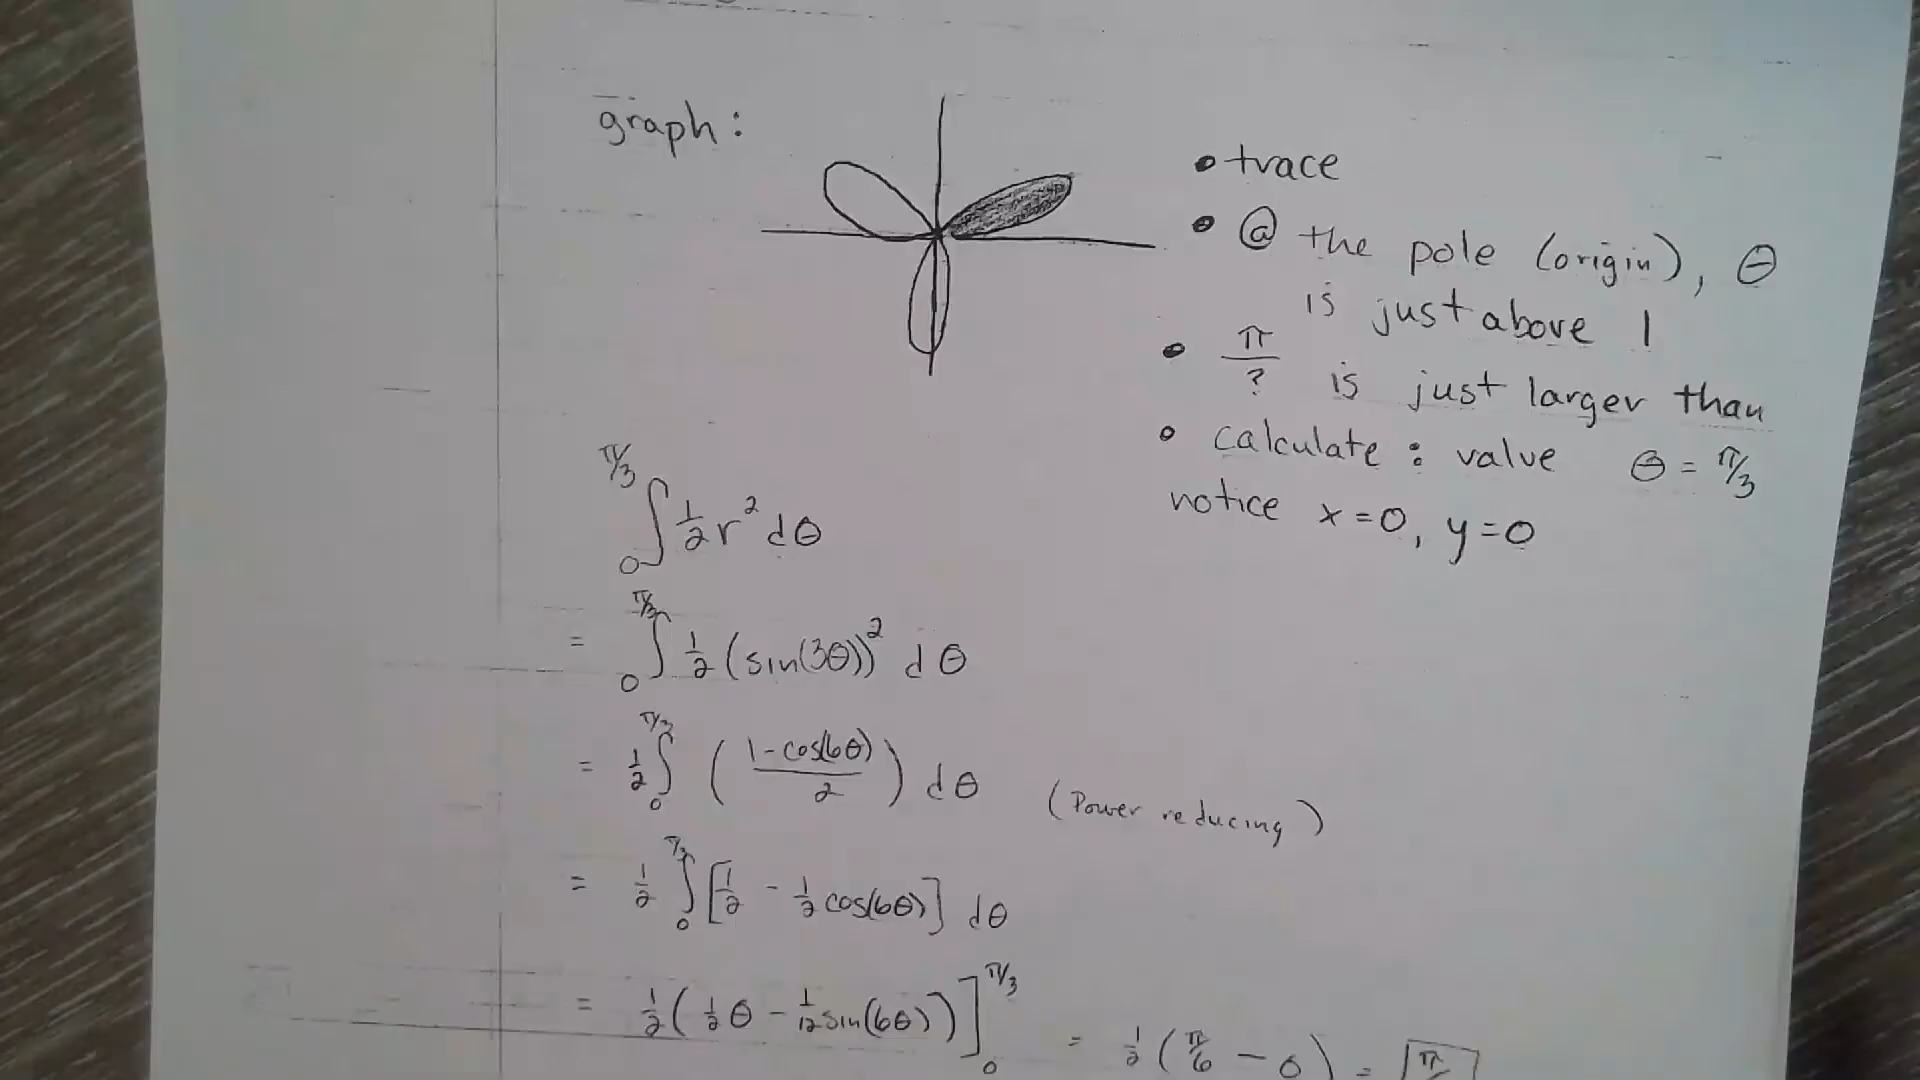 graph:
• trace
• @ the pole (origin), θ
is just above 1
• π/? is just larger than
• calculate : value θ = π/3
notice x=0, y=0
∫₀^(π/3) ½ r² dθ
= ∫₀^(π/3) ½ (sin(3θ))² dθ
= ½ ∫₀^(π/3) ( (1-cos(6θ))/2 ) dθ (Power reducing)
= ½ ∫₀^(π/3) [½ - ½ cos(6θ)] dθ
= ½ ( ½ θ - 1/12 sin(6θ)) ]₀^(π/3) = ½ (π/6 - 0) = π